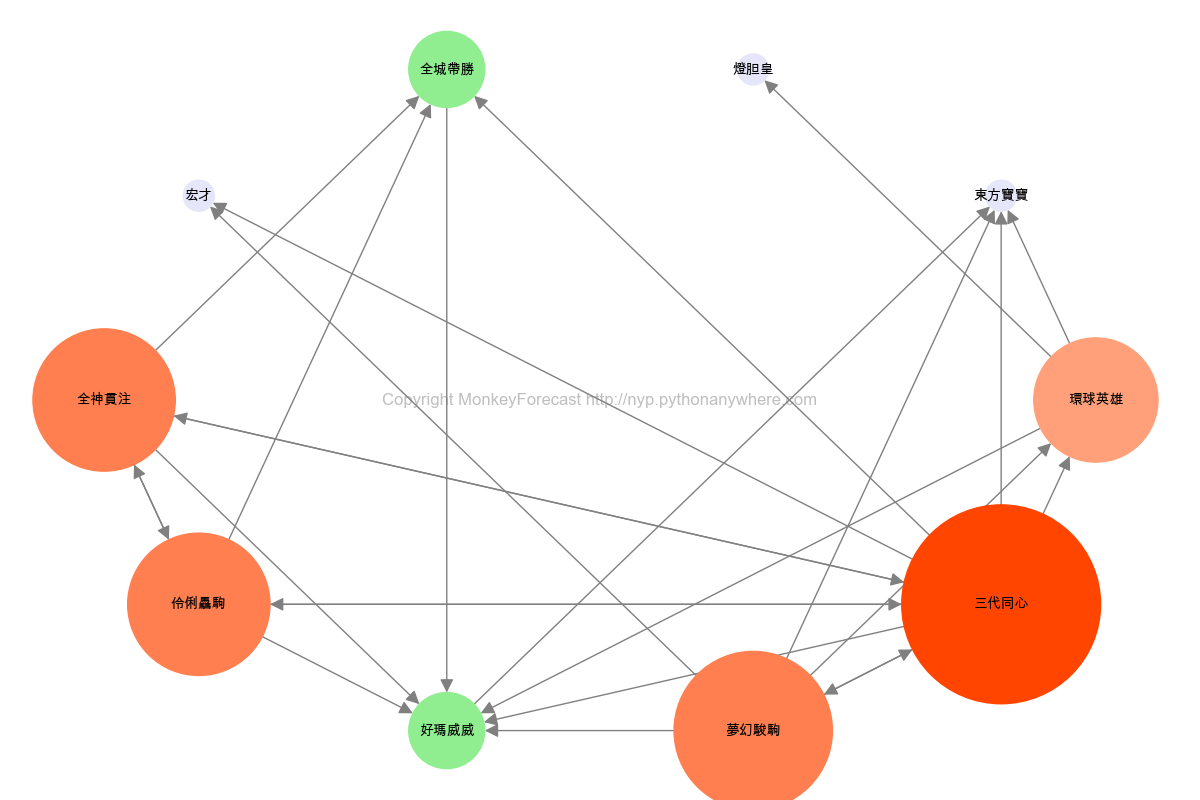 全城帶勝
燈胆皇
宏才
東方寶寶
全神貫注
Copyright MonkeyForecast http://nyp.pythonanywhere.com
環球英雄
伶俐驫駒
三代同心
好瑪威威
夢幻駿駒